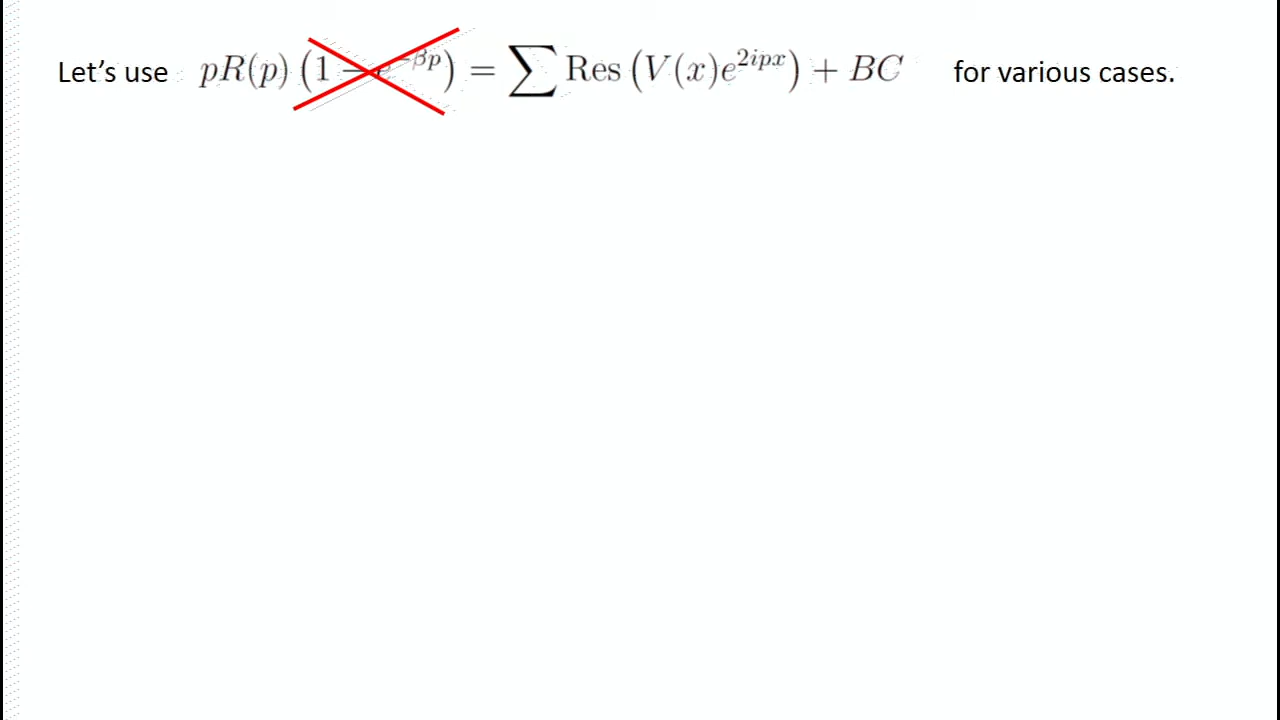 Let's use pR(p) (1 − e^{−βp}) = ∑ Res (V(x)e^{2ipx}) + BC for various cases.